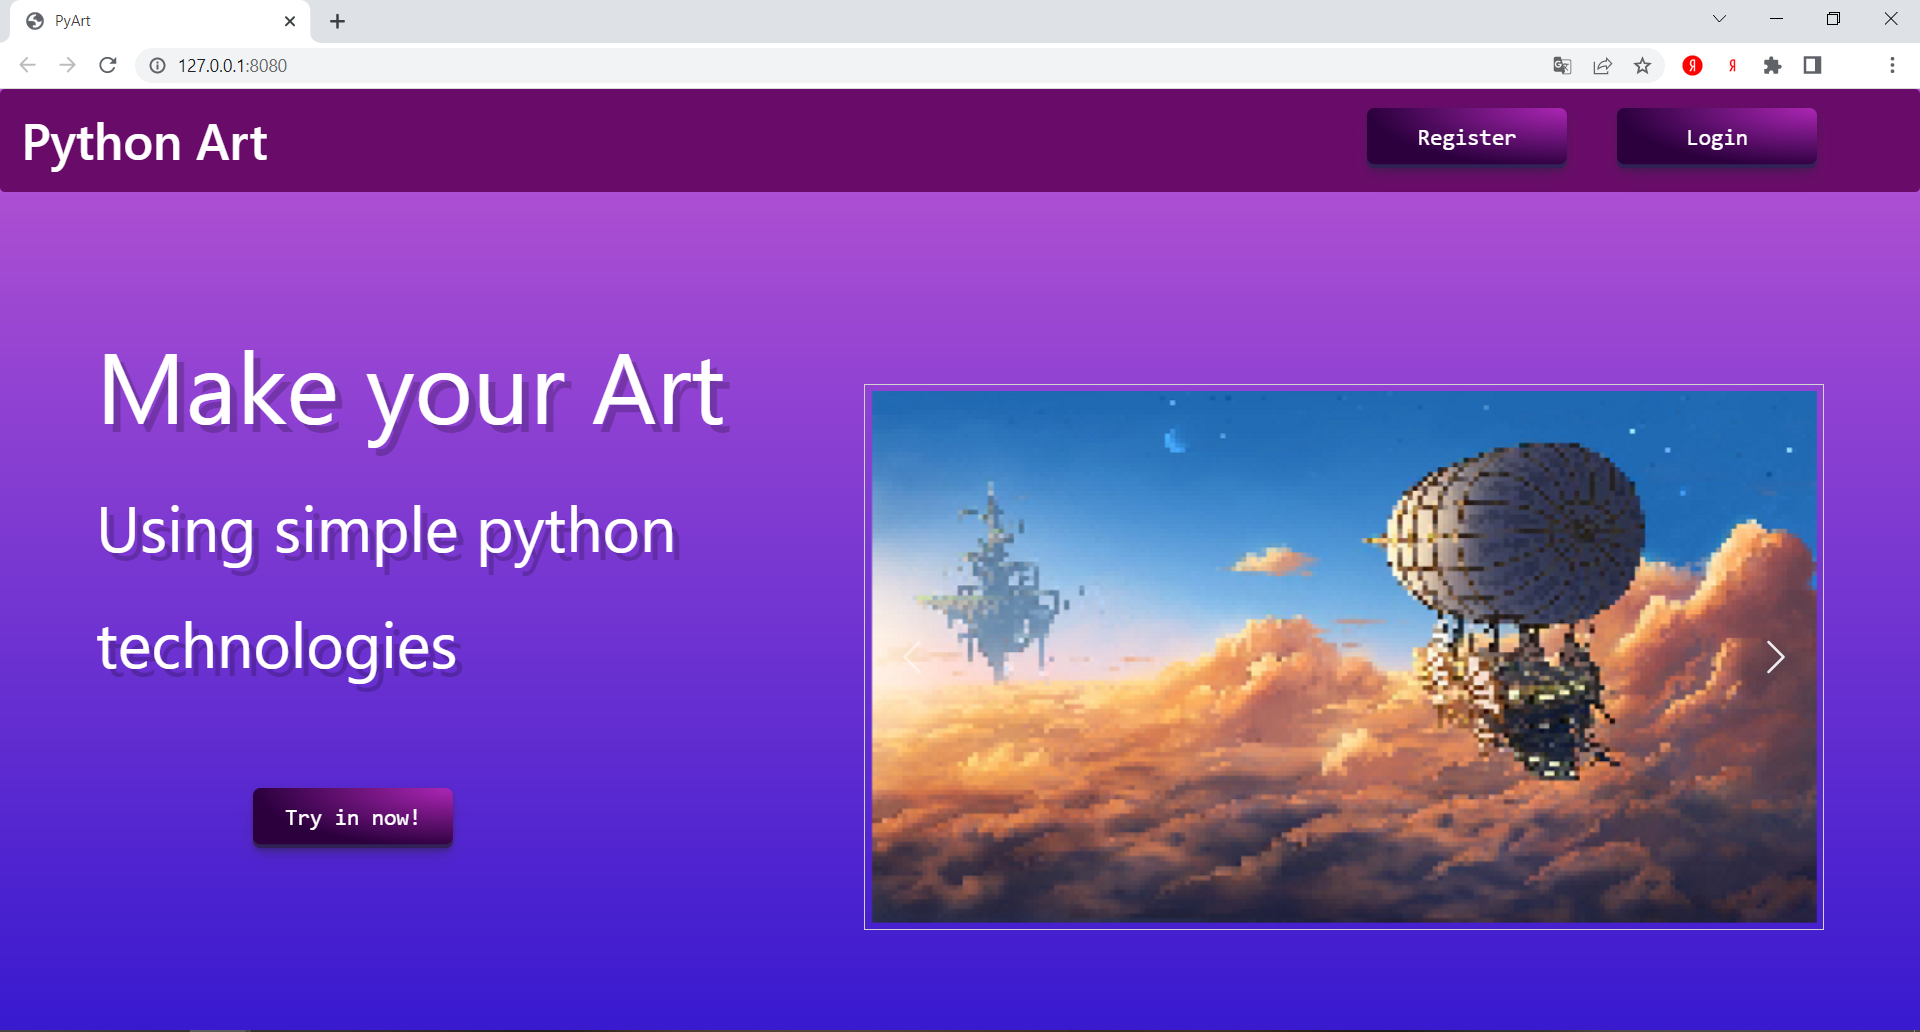 PyArt
127.0.0.1:8080
Python Art
Register
Login
Make your Art
Using simple python
technologies
Try in now!